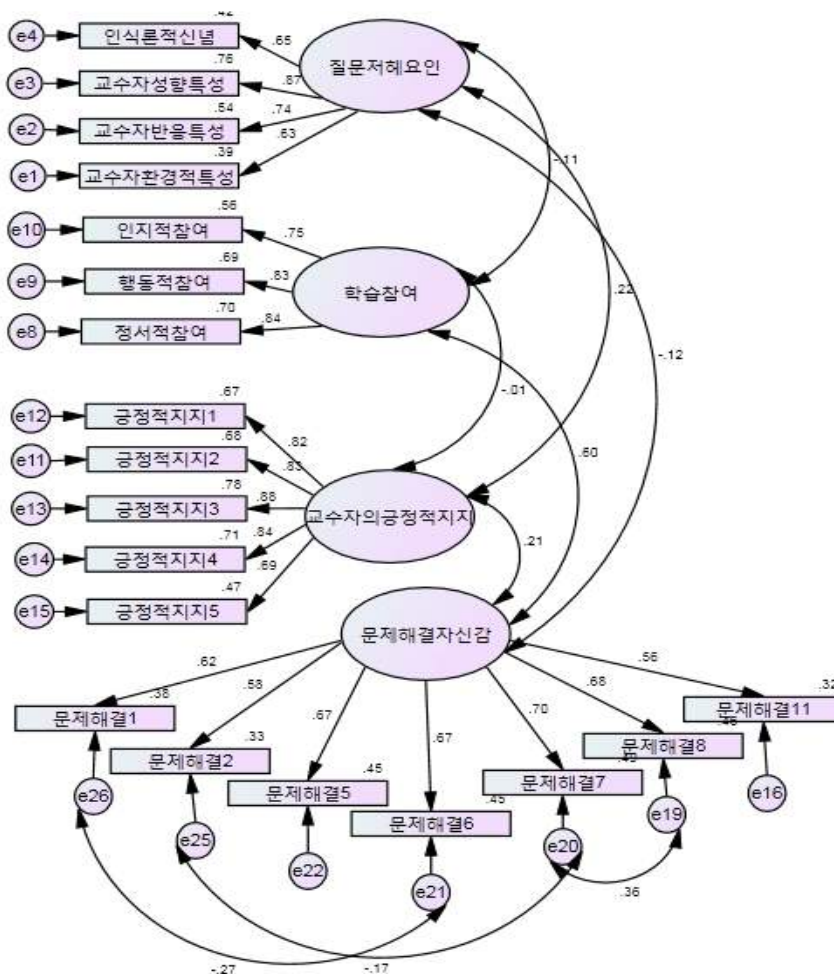 .42
e4 인식론적신념 .65
질문저해요인
.76
e3 교수자성향특성 .87
.54
e2 교수자반응특성 .74
.63
.39
e1 교수자환경적특성
-.11
.56
e10 인지적참여 .75
.69
e9 행동적참여 .83
학습참여
.22
.70
e8 정서적참여 .84
-.12
-.01
.67
e12 긍정적지지1
.82
.60
.68
e11 긍정적지지2
.83
.78
e13 긍정적지지3 .88
교수자의긍정적지지
.71
e14 긍정적지지4 .84
.21
.69
.47
e15 긍정적지지5
문제해결자신감
.62 .58 .67 .67 .70 .68 .56
.38
문제해결1
.33
문제해결2
.45
문제해결5
.45
문제해결6
.49
문제해결7
.46
문제해결8
.32
문제해결11
e26 e25 e22 e21 e20 e19 e16
.36
-.27 -.17